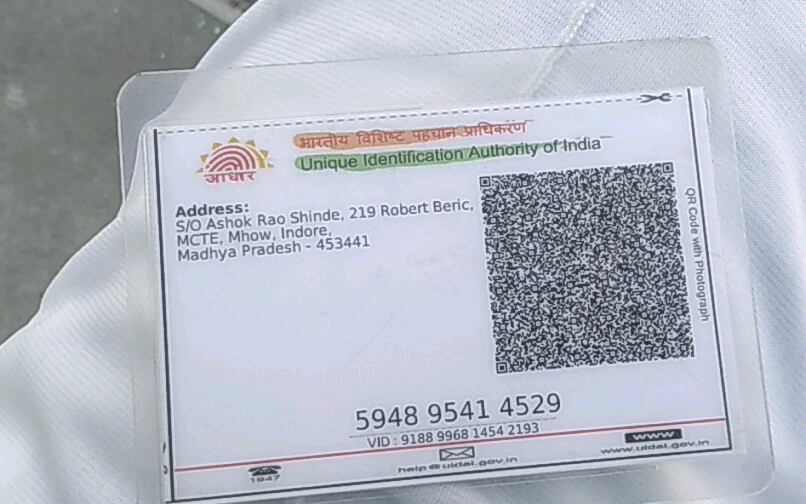 भारतीय विशिष्ट पहचान प्राधिकरण
Unique Identification Authority of India
आधार
Address:
S/O Ashok Rao Shinde, 219 Robert Beric,
MCTE, Mhow, Indore,
Madhya Pradesh - 453441
QR Code with Photograph
5948 9541 4529
VID : 9188 9968 1454 2193
1947
help@uidai.gov.in
www
www.uidai.gov.in